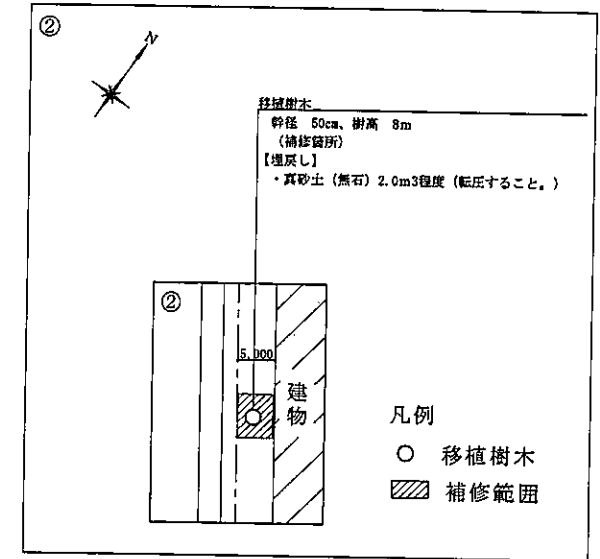 ②
N
移植樹木
幹径 50cm、樹高 8m
(補修箇所)
【埋戻し】
・真砂土（無石）2.0m3程度（転圧すること。）
②
5,000
建物
凡例
移植樹木
補修範囲